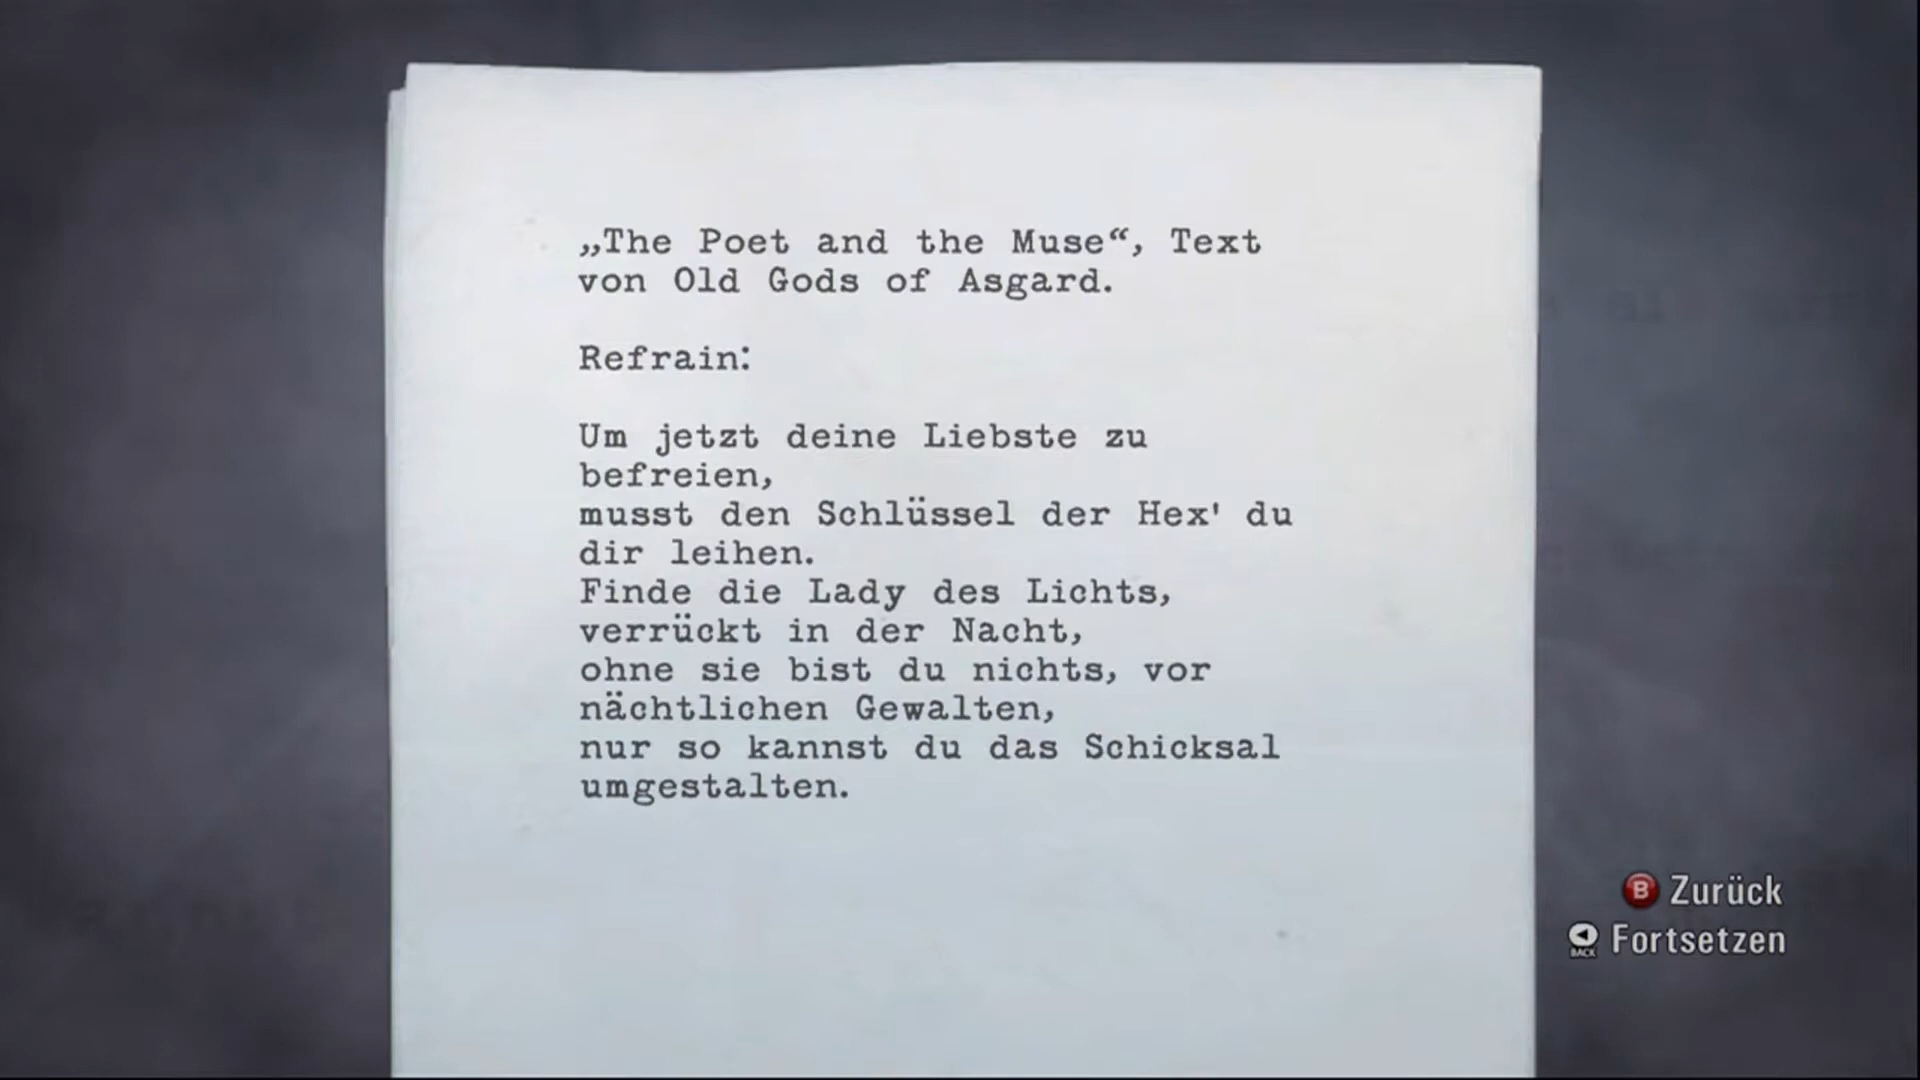 „The Poet and the Muse“, Text
von Old Gods of Asgard.
Refrain:
Um jetzt deine Liebste zu
befreien,
musst den Schlüssel der Hex' du
dir leihen.
Finde die Lady des Lichts,
verrückt in der Nacht,
ohne sie bist du nichts, vor
nächtlichen Gewalten,
nur so kannst du das Schicksal
umgestalten.
B Zurück
BACK Fortsetzen